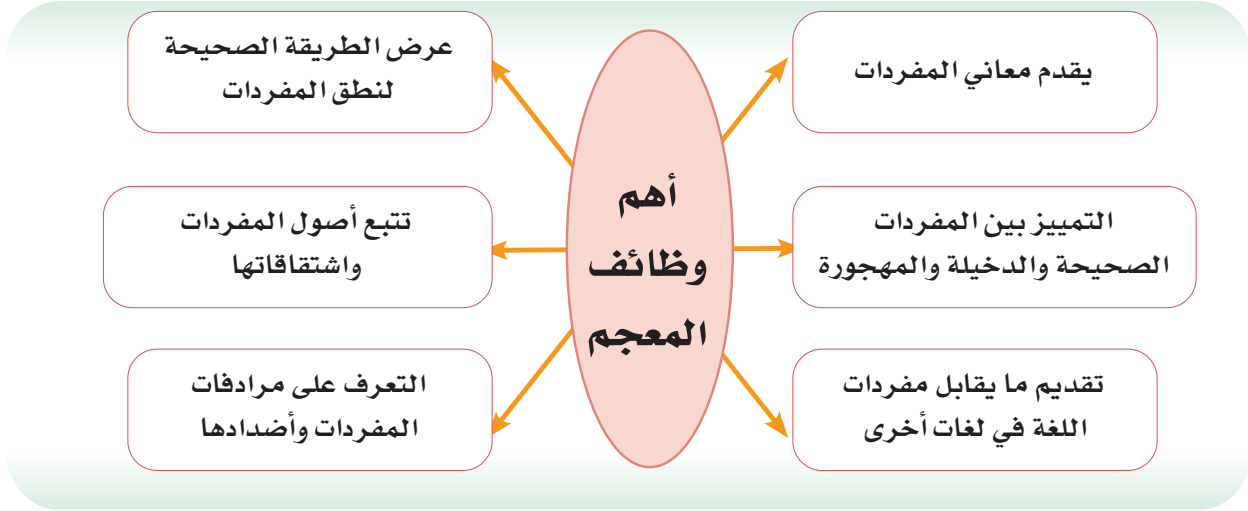 أهم
وظائف
المعجم
يقدم معاني المفردات
التمييز بين المفردات
الصحيحة والدخيلة والمهجورة
تقديم ما يقابل مفردات
اللغة في لغات أخرى
عرض الطريقة الصحيحة
لنطق المفردات
تتبع أصول المفردات
واشتقاقاتها
التعرف على مرادفات
المفردات وأضدادها